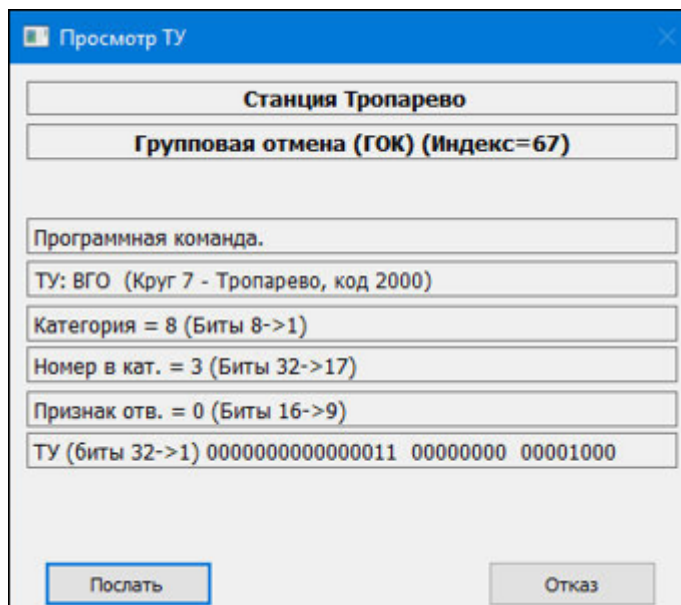 Просмотр ТУ
Станция Тропарево
Групповая отмена (ГОК) (Индекс=67)
Программная команда.
ТУ: ВГО (Круг 7 - Тропарево, код 2000)
Категория = 8 (Биты 8->1)
Номер в кат. = 3 (Биты 32->17)
Признак отв. = 0 (Биты 16->9)
ТУ (биты 32->1) 0000000000000011 00000000 00001000
Послать Отказ